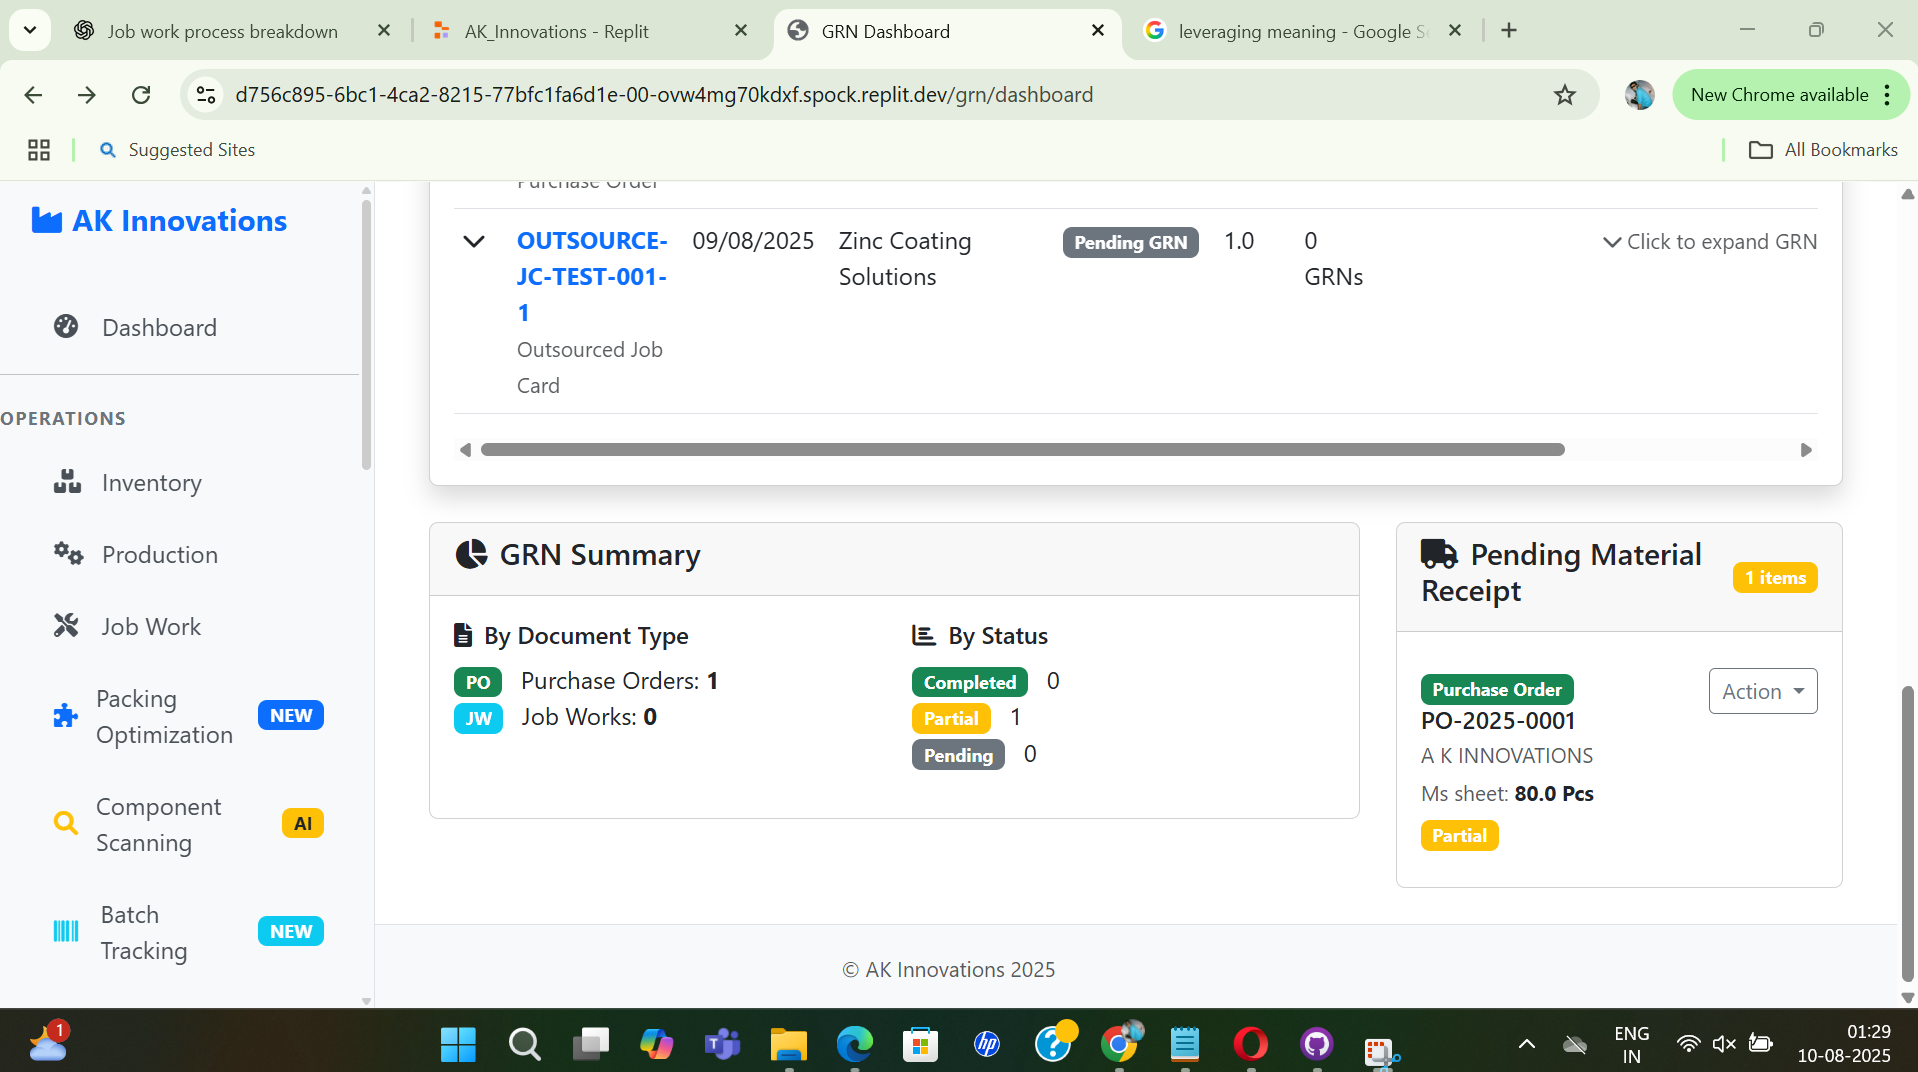 Job work process breakdown
AK_Innovations - Replit
GRN Dashboard
leveraging meaning - Google S
d756c895-6bc1-4ca2-8215-77bfc1fa6d1e-00-ovw4mg70kdxf.spock.replit.dev/grn/dashboard
New Chrome available
Suggested Sites
All Bookmarks
AK Innovations
Dashboard
OPERATIONS
Inventory
Production
Job Work
Packing
Optimization
NEW
Component
Scanning
AI
Batch
Tracking
NEW
Purchase Order
OUTSOURCE-
JC-TEST-001-
1
Outsourced Job
Card
09/08/2025
Zinc Coating
Solutions
Pending GRN
1.0
0
GRNs
Click to expand GRN
GRN Summary
By Document Type
PO Purchase Orders: 1
JW Job Works: 0
By Status
Completed 0
Partial 1
Pending 0
Pending Material
Receipt
1 items
Purchase Order
Action
PO-2025-0001
A K INNOVATIONS
Ms sheet: 80.0 Pcs
Partial
© AK Innovations 2025
1
ENG
IN
01:29
10-08-2025